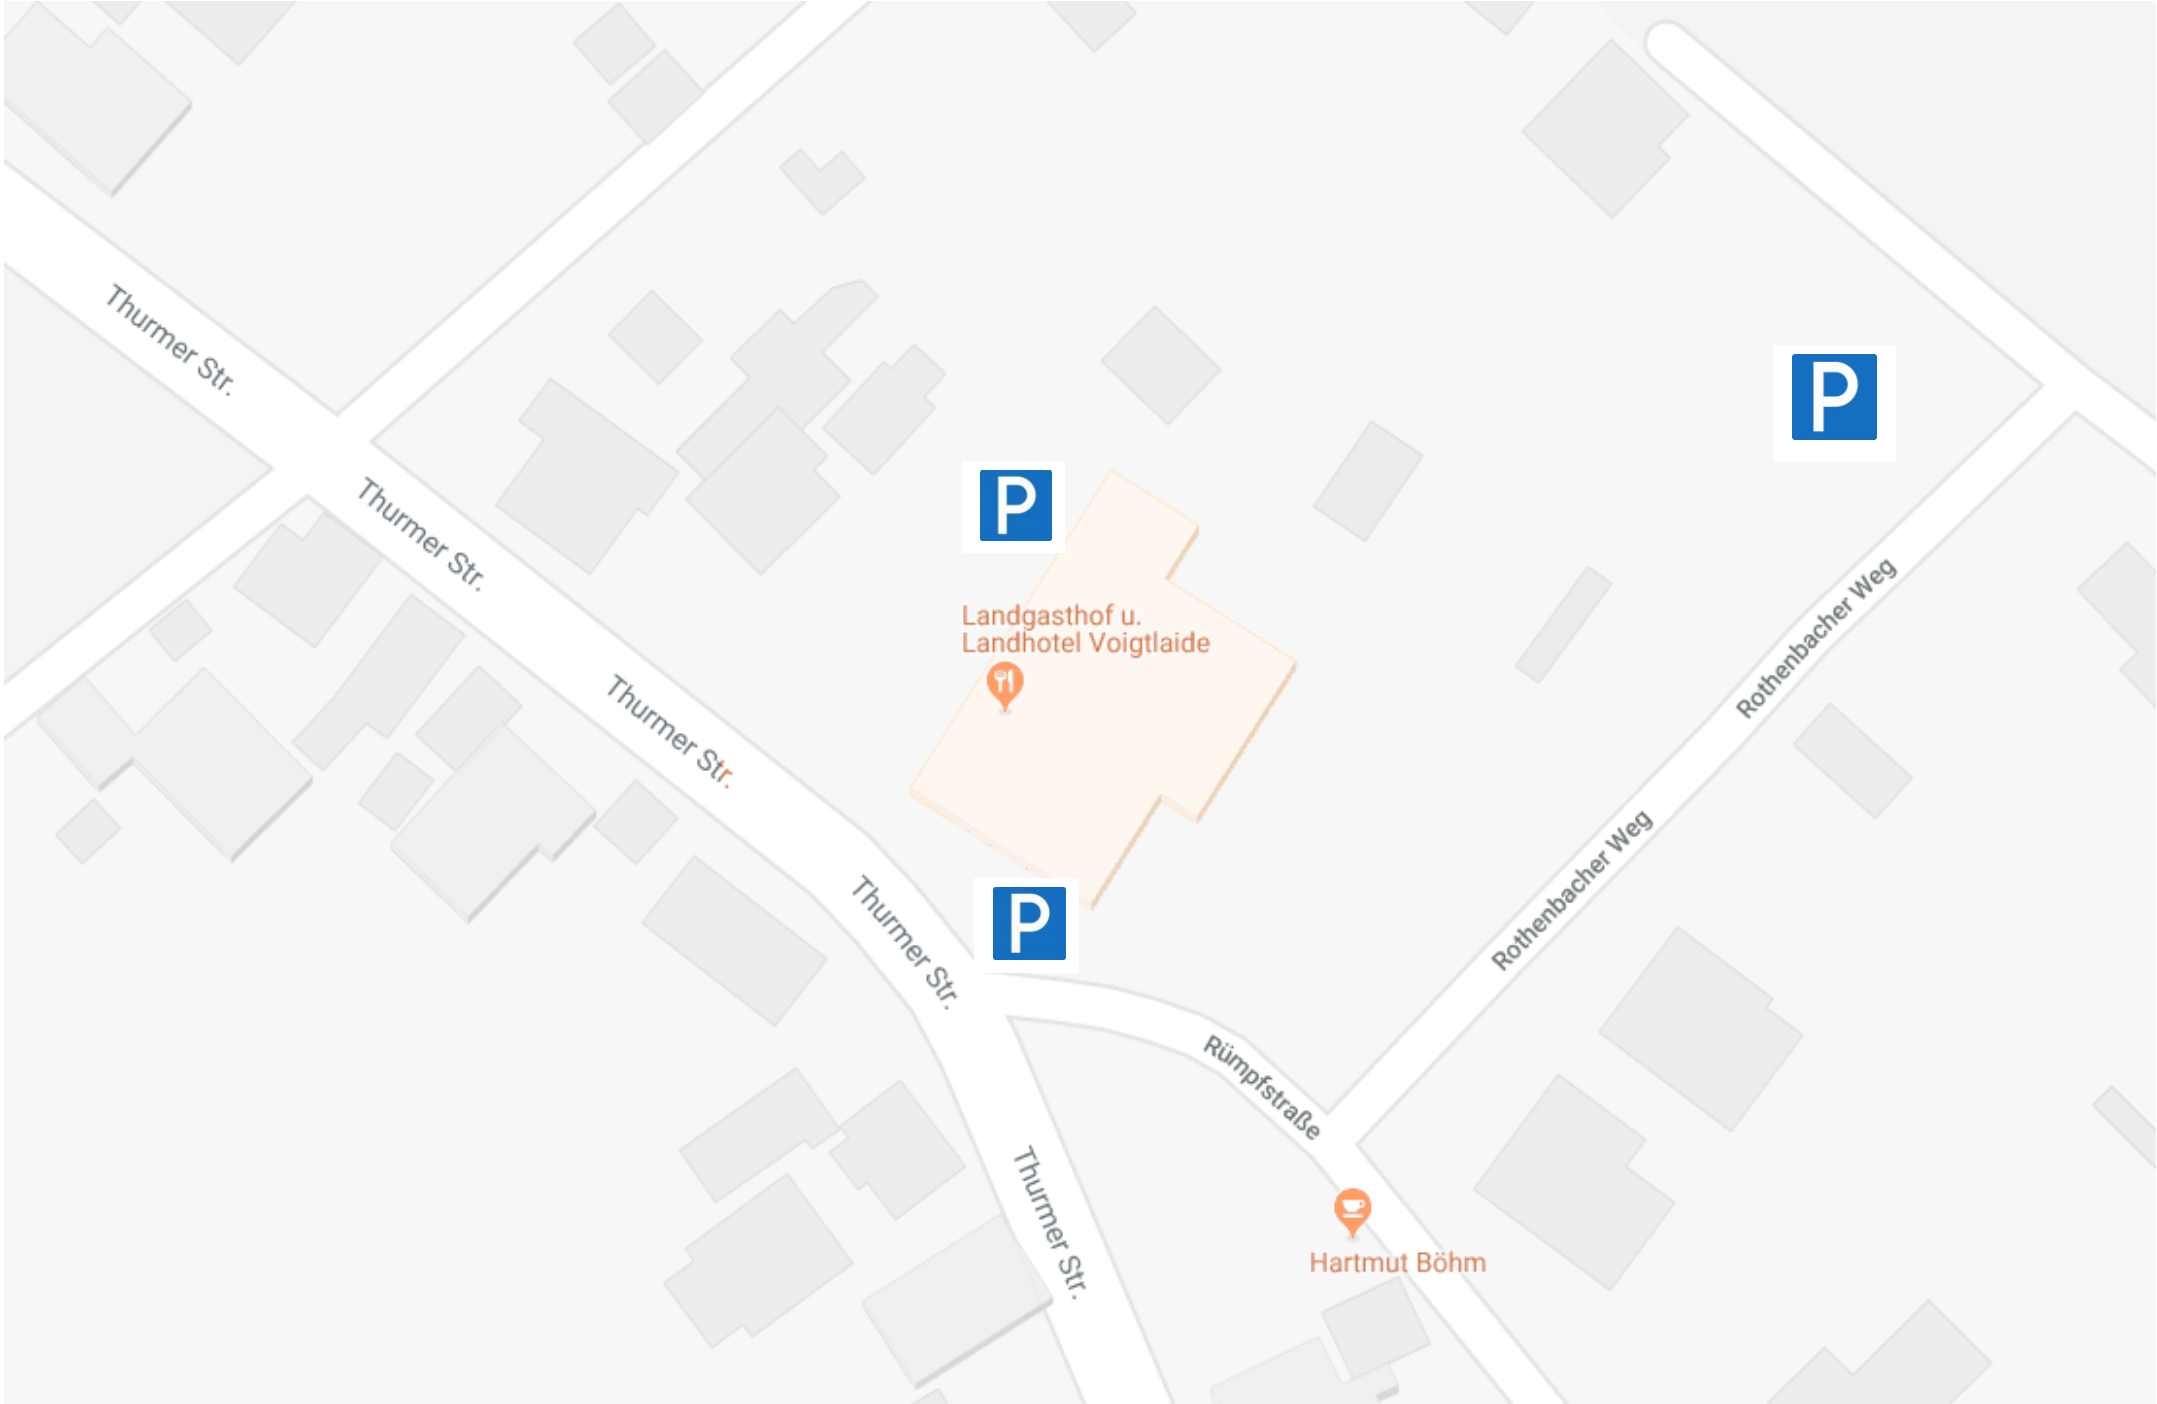 Thurmer Str.
P
P
Thurmer Str.
Rothenbacher Weg
Landgasthof u.
Landhotel Voigtlaide
Thurmer Str.
Rothenbacher Weg
P
Thurmer Str.
Rümpfstraße
Thurmer Str.
Hartmut Böhm